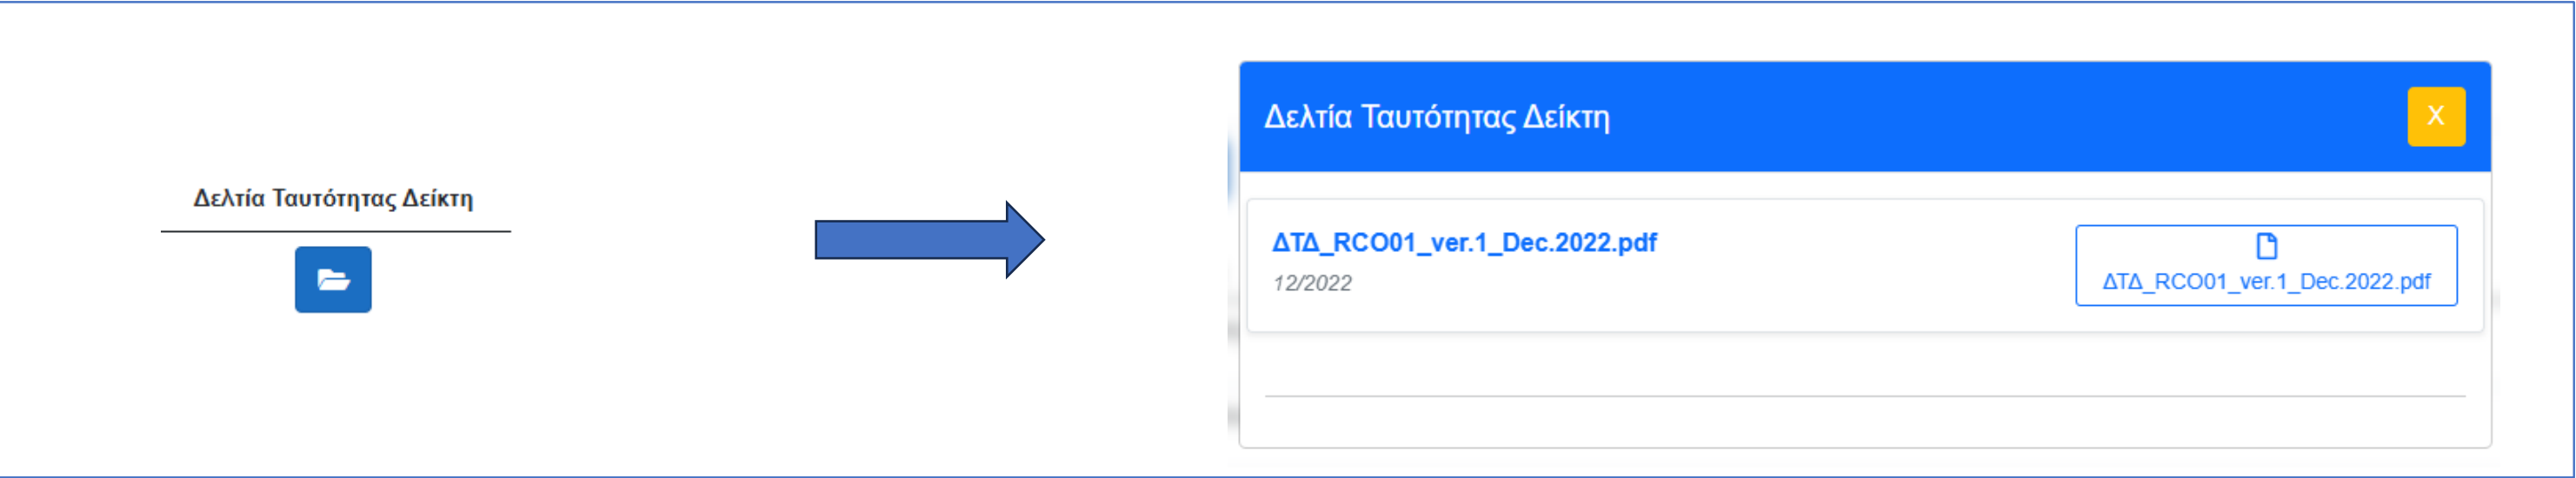 Δελτία Ταυτότητας Δείκτη
Δελτία Ταυτότητας Δείκτη
X
ΔΤΔ_RCO01_ver.1_Dec.2022.pdf
12/2022
ΔΤΔ_RCO01_ver.1_Dec.2022.pdf